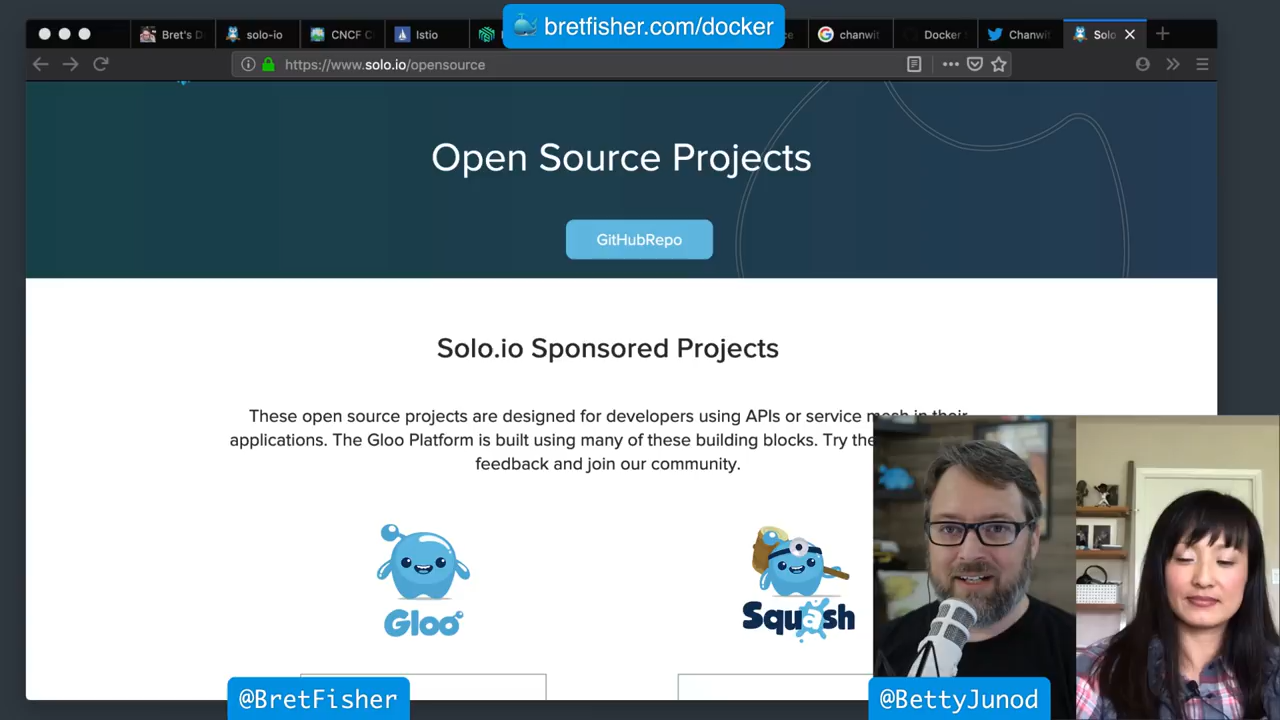 bretfisher.com/docker
Bret's D
solo-io
CNCF C
Istio
chanwit
Docker
Chanwit
Solo
https://www.solo.io/opensource
Open Source Projects
GitHubRepo
Solo.io Sponsored Projects
These open source projects are designed for developers using APIs or service mesh in their
applications. The Gloo Platform is built using many of these building blocks. Try the
feedback and join our community.
Gloo
Squash
@BretFisher
@BettyJunod